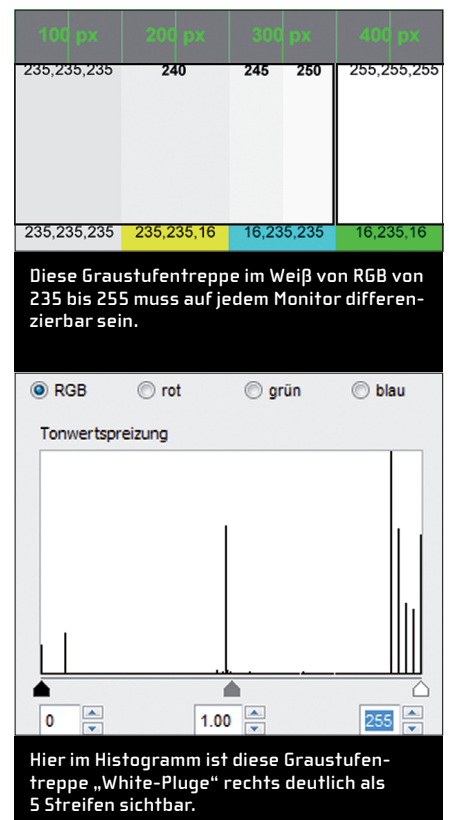 100 px 200 px 300 px 400 px
235,235,235 240 245 250 255,255,255
235,235,235 235,235,16 16,235,235 16,235,16
Diese Graustufentreppe im Weiß von RGB von
235 bis 255 muss auf jedem Monitor differen-
zierbar sein.
RGB rot grün blau
Tonwertspreizung
0 1.00 255
Hier im Histogramm ist diese Graustufen-
treppe „White-Pluge“ rechts deutlich als
5 Streifen sichtbar.